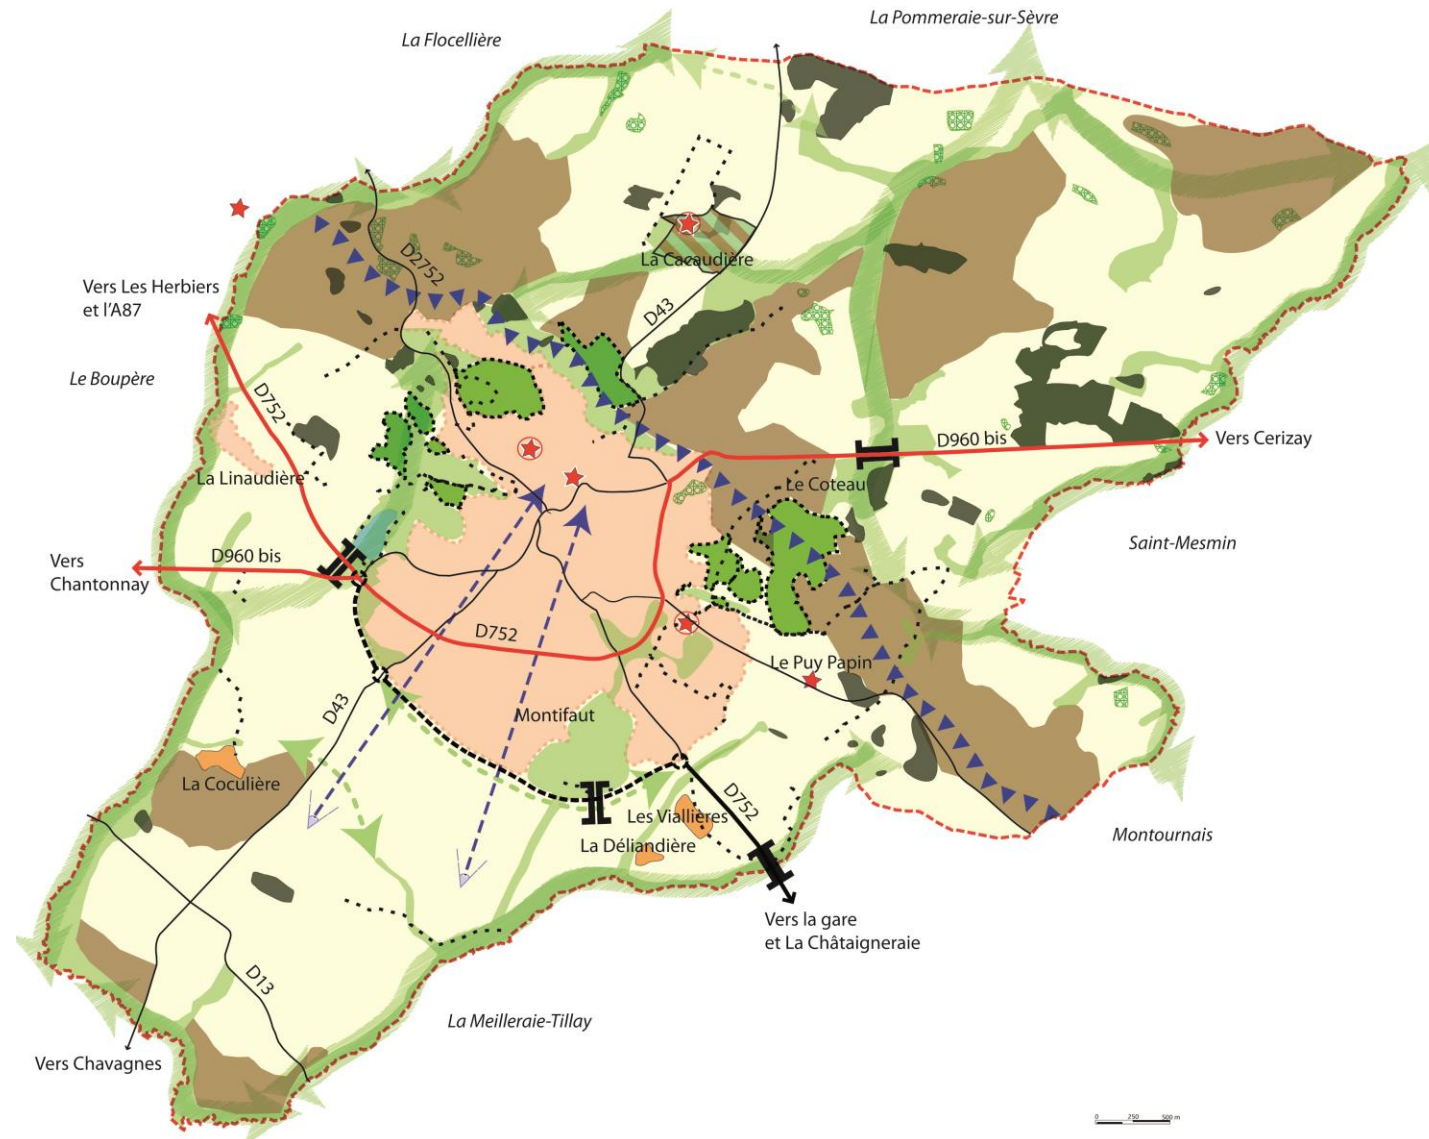 La Pommeraie-sur-Sèvre
La Flocellière
D2752
La Cacaudière
Vers Les Herbiers
et l'A87
D43
Le Boupère
D752
D960 bis
Vers Cerizay
La Linaudière
Le Coteau
Saint-Mesmin
D960 bis
Vers
Chantonnay
D752
Le Puy Papin
D43
Montifaut
La Coculière
D752
Les Viallières
La Déliandière
Montournais
Vers la gare
et La Châtaigneraie
D13
La Meilleraie-Tillay
Vers Chavagnes
0 250 500 m